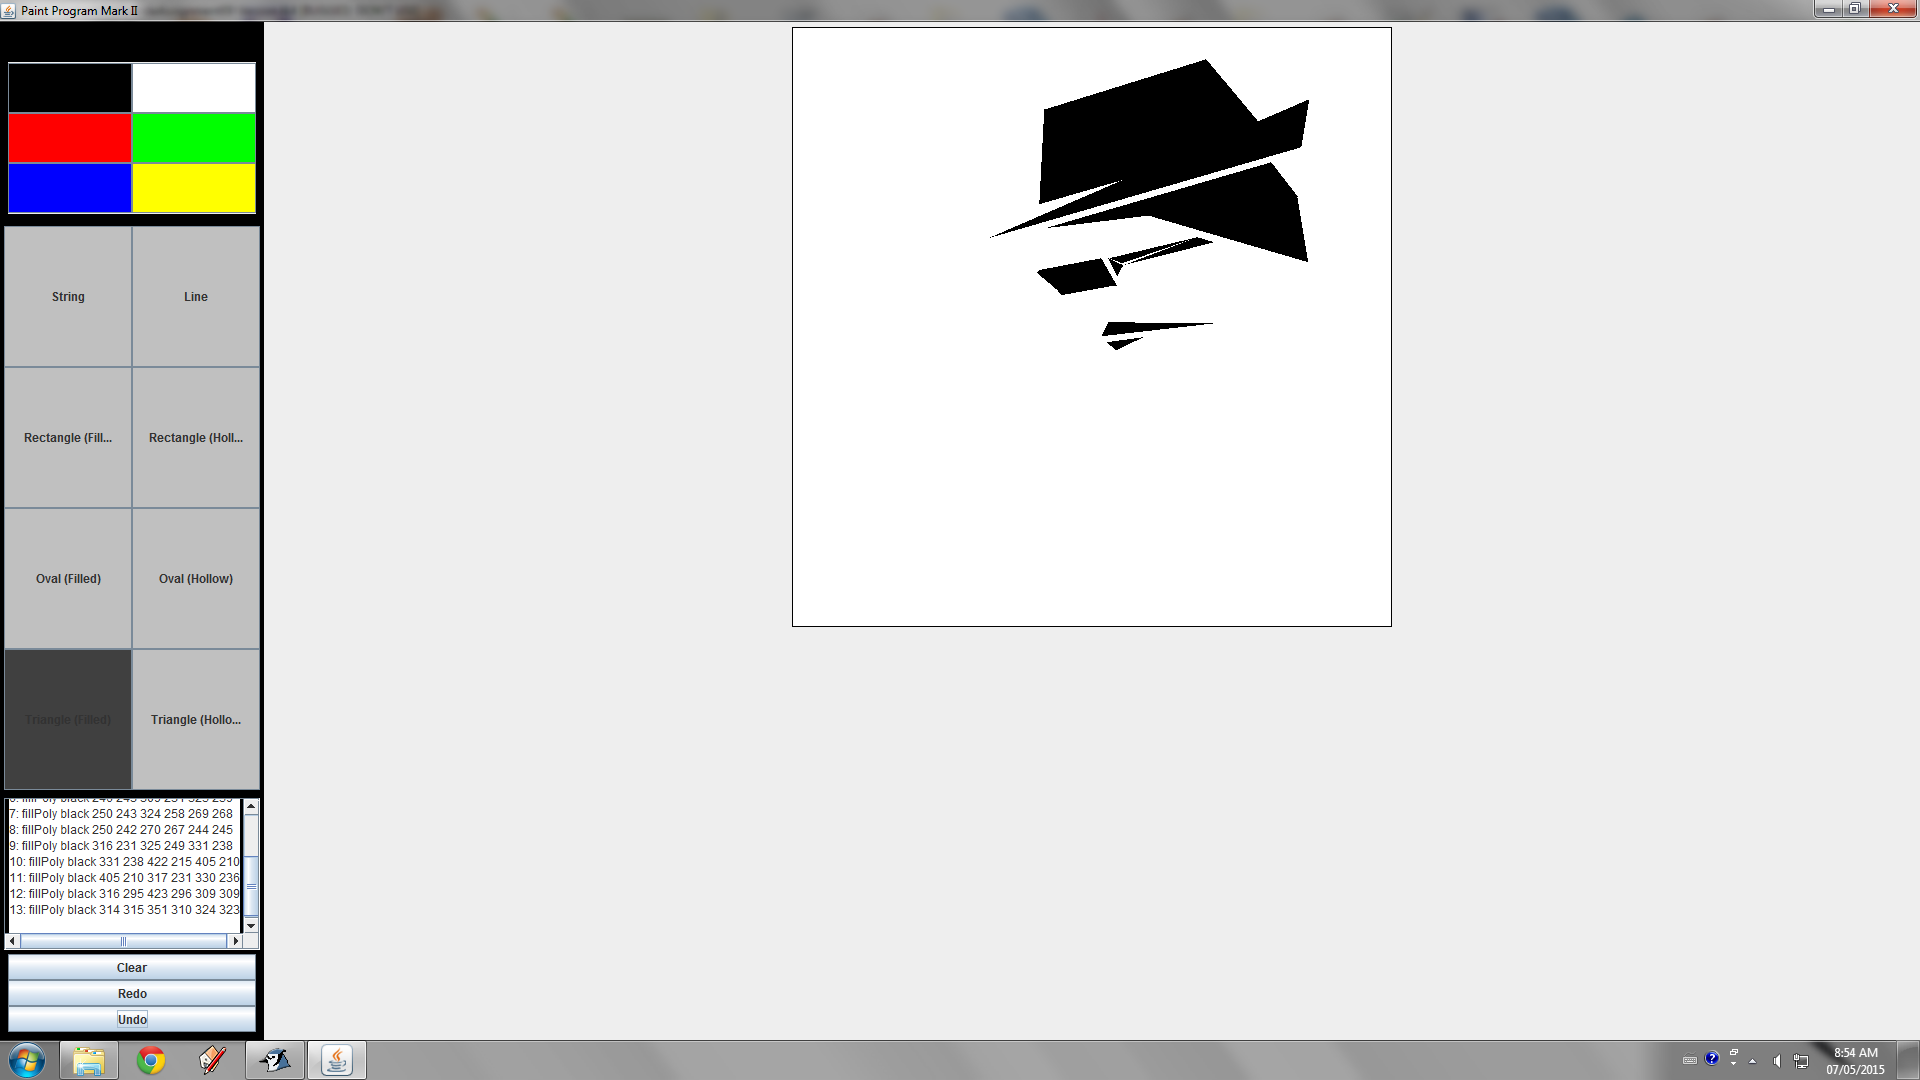 Paint Program Mark II
String
Line
Rectangle (Fill...
Rectangle (Holl...
Oval (Filled)
Oval (Hollow)
Triangle (Filled)
Triangle (Hollo...
7: fillPoly black 250 243 324 258 269 268
8: fillPoly black 250 242 270 267 244 245
9: fillPoly black 316 231 325 249 331 238
10: fillPoly black 331 238 422 215 405 210
11: fillPoly black 405 210 317 231 330 236
12: fillPoly black 316 295 423 296 309 309
13: fillPoly black 314 315 351 310 324 323
Clear
Redo
Undo
8:54 AM
07/05/2015